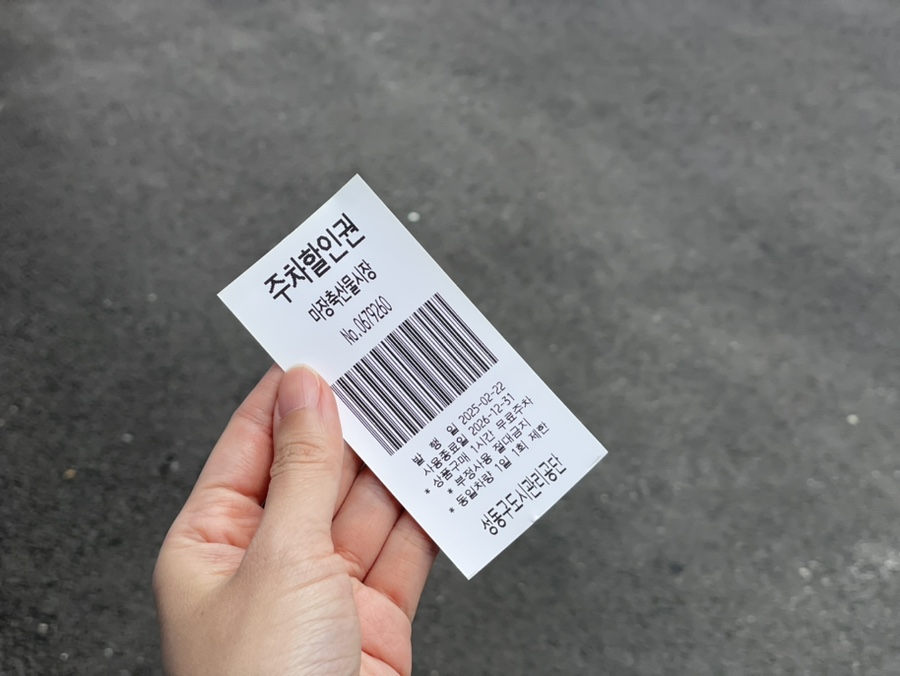 주차할인권
마장축산물시장
No.0679260
발 행 일 2025-02-22
사용종료일 2026-12-31
* 상품구매 1시간 무료주차
* 부정사용 절대금지
* 동일차량 1일 1회 제한
성동구도시관리공단